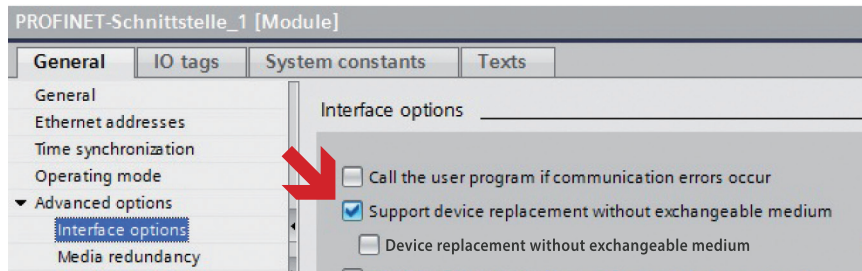 PROFINET-Schnittstelle_1 [Module]
General IO tags System constants Texts
General
Ethernet addresses
Time synchronization
Operating mode
Advanced options
Interface options
Media redundancy
Interface options
Call the user program if communication errors occur
Support device replacement without exchangeable medium
Device replacement without exchangeable medium